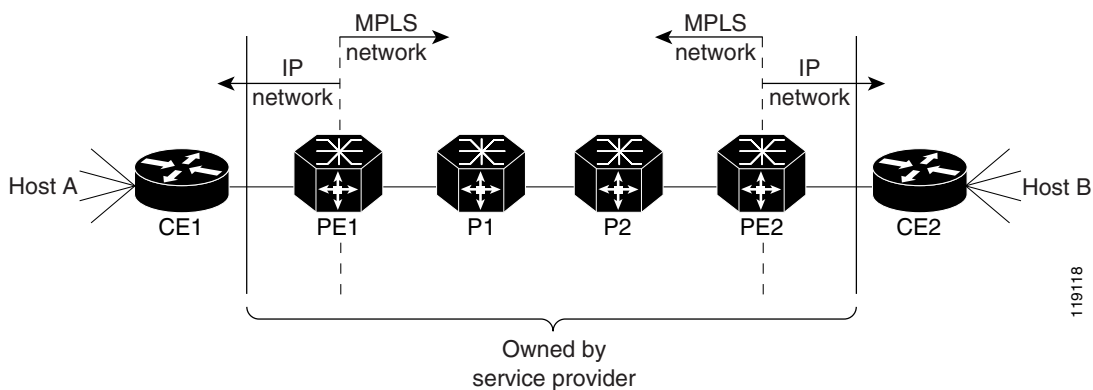 MPLS
network
MPLS
network
IP
network
IP
network
Host A
Host B
CE1
PE1
P1
P2
PE2
CE2
119118
Owned by
service provider